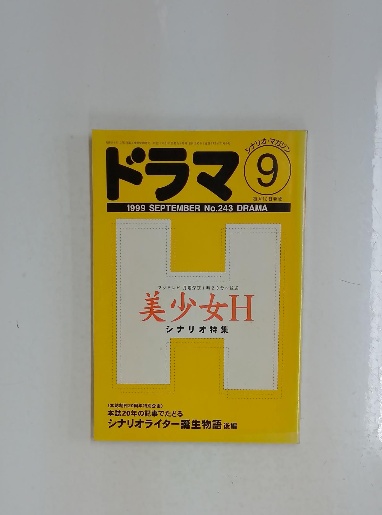 シナリオ・マガジン
ドラマ
9
1999 SEPTEMBER No.243 DRAMA
美少女H
シナリオ特集
本誌20年の記事でたどる
シナリオライター誕生物語 後編